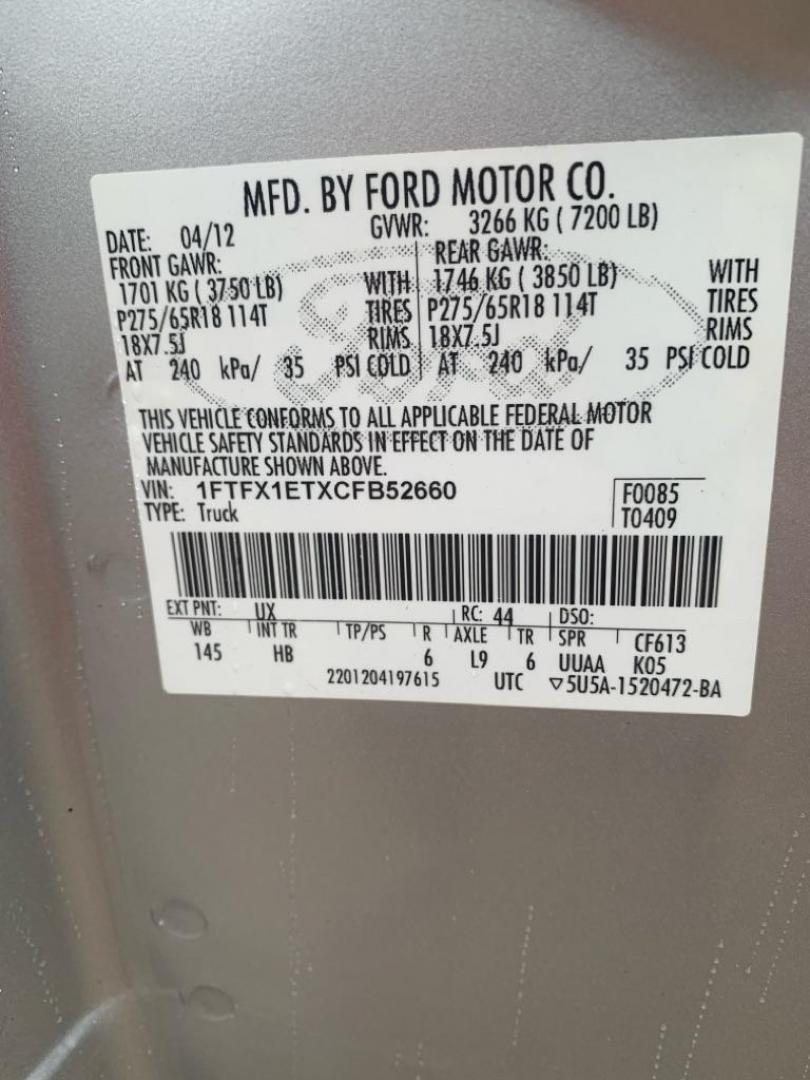 MFD. BY FORD MOTOR CO.
DATE: 04/12 GVWR: 3266 KG ( 7200 LB)
FRONT GAWR: REAR GAWR:
1701 KG ( 3750 LB) WITH 1746 KG ( 3850 LB) WITH
P275/65R18 114T TIRES P275/65R18 114T TIRES
18X7.5J RIMS 18X7.5J RIMS
AT 240 kPa/ 35 PSI COLD AT 240 kPa/ 35 PSI COLD
Ford
THIS VEHICLE CONFORMS TO ALL APPLICABLE FEDERAL MOTOR
VEHICLE SAFETY STANDARDS IN EFFECT ON THE DATE OF
MANUFACTURE SHOWN ABOVE.
VIN: 1FTFX1ETXCFB52660 F0085
TYPE: Truck T0409
EXT PNT: UX RC: 44 DSO:
WB INT TR TP/PS R AXLE TR SPR CF613
145 HB 6 L9 6 UUAA K05
2201204197615 UTC ▽5U5A-1520472-BA